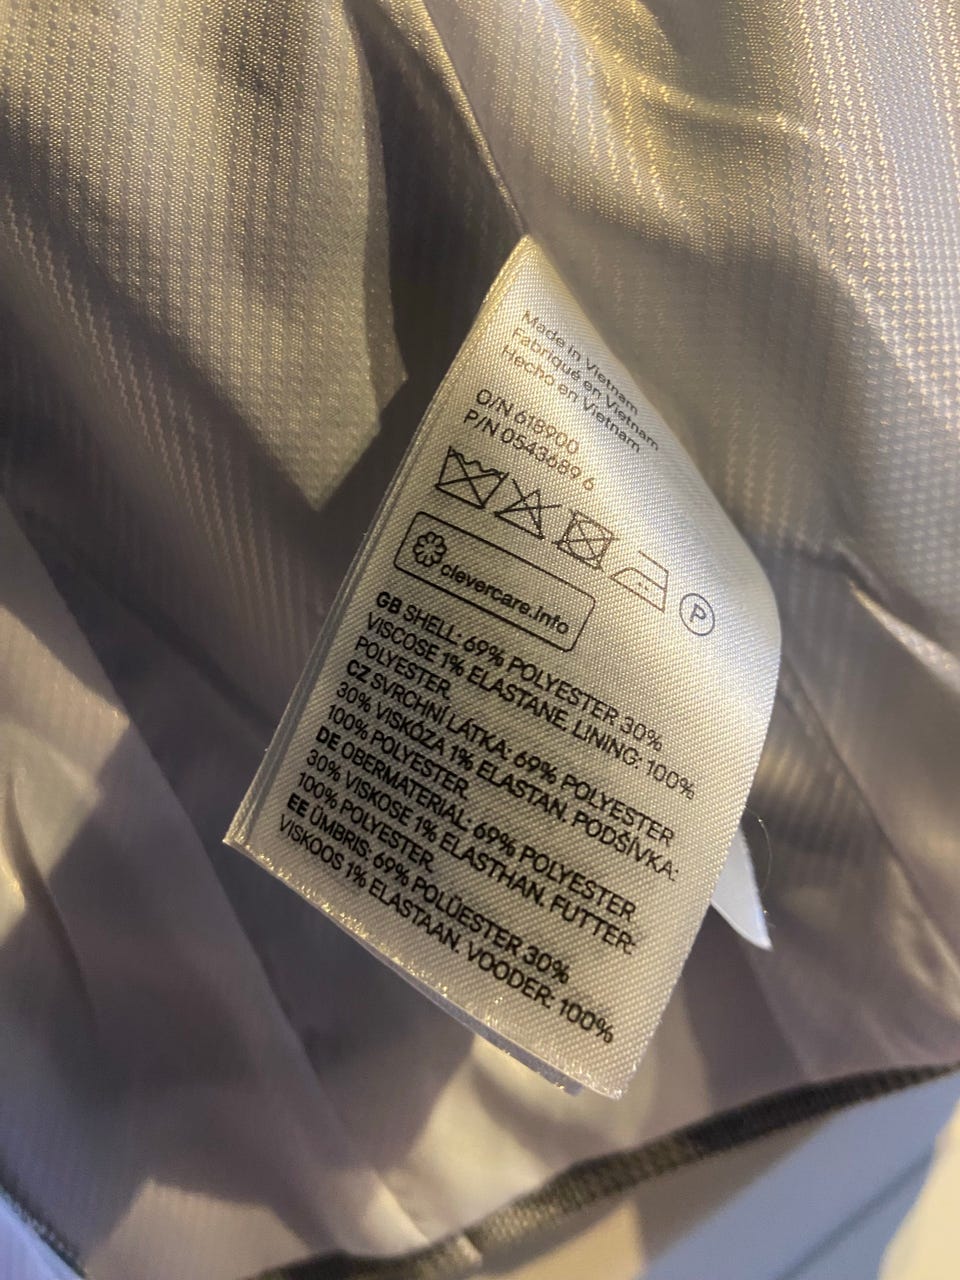 Made in Vietnam
Fabriqué en Vietnam
Hecho en Vietnam
O/N 618900
P/N 0543689.6
P
clevercare.info
GB SHELL: 69% POLYESTER 30%
VISCOSE 1% ELASTANE. LINING: 100%
POLYESTER.
CZ SVRCHNÍ LÁTKA: 69% POLYESTER
30% VISKÓZA 1% ELASTAN. PODŠÍVKA:
100% POLYESTER.
DE OBERMATERIAL: 69% POLYESTER
30% VISKOSE 1% ELASTHAN. FUTTER:
100% POLYESTER.
EE ÜMBRIS: 69% POLÜESTER 30%
VISKOOS 1% ELASTAAN. VOODER: 100%